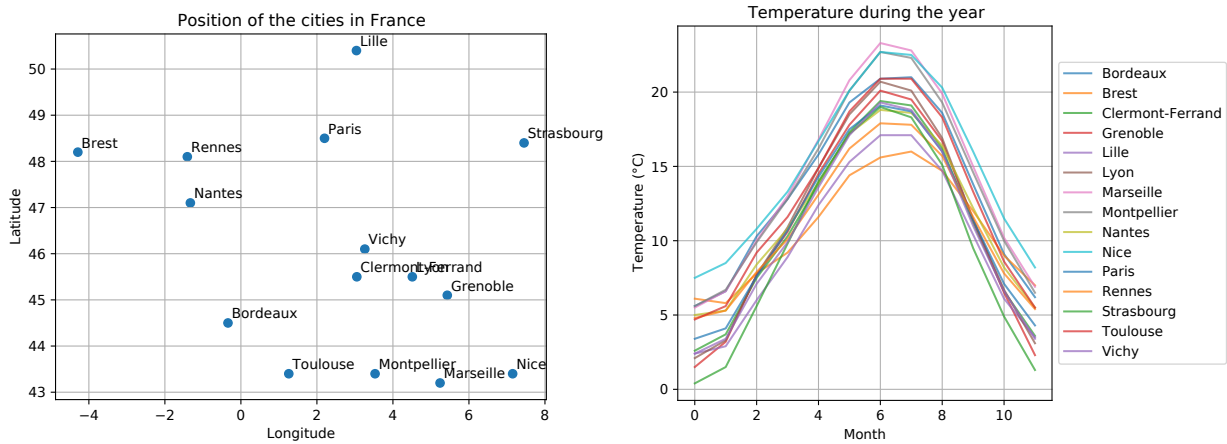 Position of the cities in France
Latitude
50
49
48
47
46
45
44
43
Lille
Paris
Strasbourg
Brest
Rennes
Nantes
Vichy
Clermont-Ferrand
Lyon
Grenoble
Bordeaux
Toulouse
Montpellier
Nice
Marseille
−4
−2
0
2
4
6
8
Longitude
Temperature during the year
Temperature (°C)
20
15
10
5
0
0
2
4
6
8
10
Month
Bordeaux
Brest
Clermont-Ferrand
Grenoble
Lille
Lyon
Marseille
Montpellier
Nantes
Nice
Paris
Rennes
Strasbourg
Toulouse
Vichy